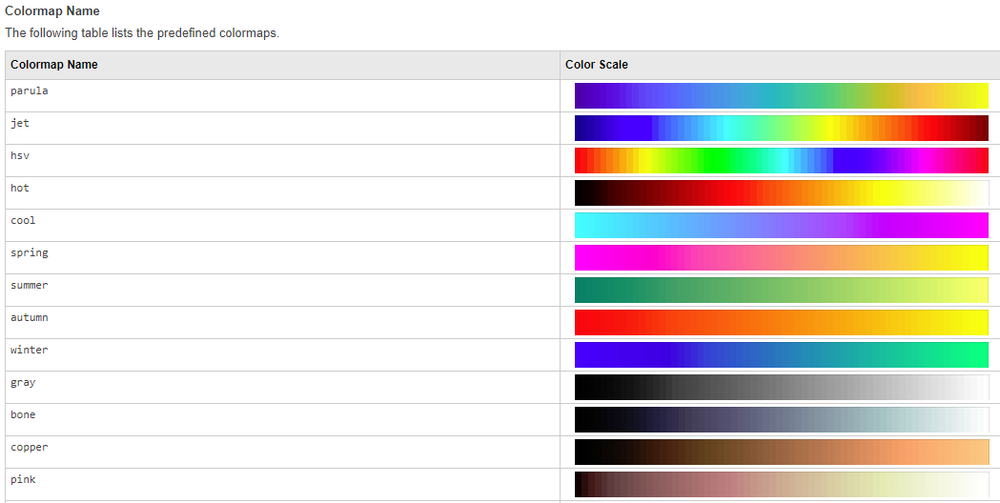 Colormap Name
The following table lists the predefined colormaps.
Colormap Name Color Scale
parula
jet
hsv
hot
cool
spring
summer
autumn
winter
gray
bone
copper
pink